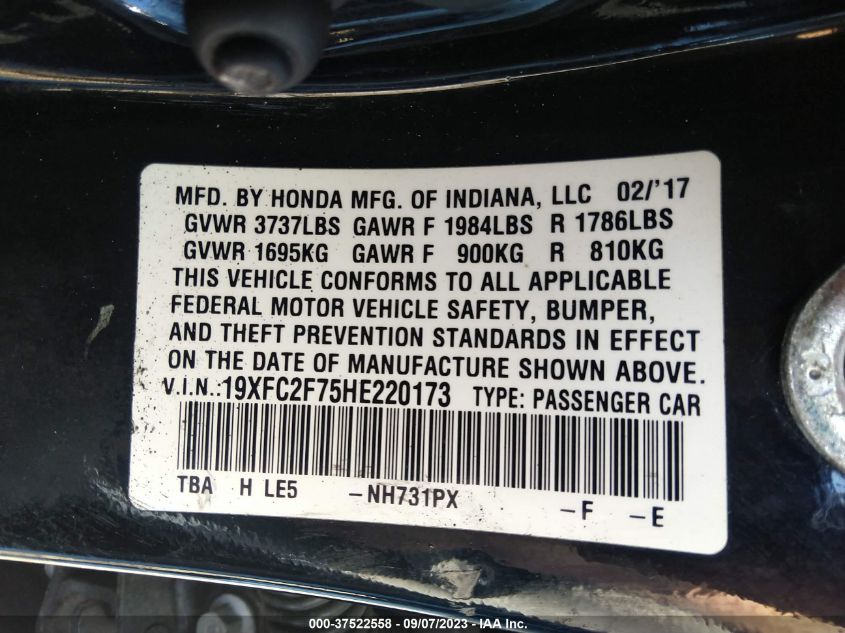 MFD. BY HONDA MFG. OF INDIANA, LLC 02/'17
GVWR 3737LBS GAWR F 1984LBS R 1786LBS
GVWR 1695KG GAWR F 900KG R 810KG
THIS VEHICLE CONFORMS TO ALL APPLICABLE
FEDERAL MOTOR VEHICLE SAFETY, BUMPER,
AND THEFT PREVENTION STANDARDS IN EFFECT
ON THE DATE OF MANUFACTURE SHOWN ABOVE.
V.I.N.:19XFC2F75HE220173 TYPE: PASSENGER CAR
TBA H LE5 –NH731PX –F –E
000-37522558 - 09/07/2023 - IAA Inc.